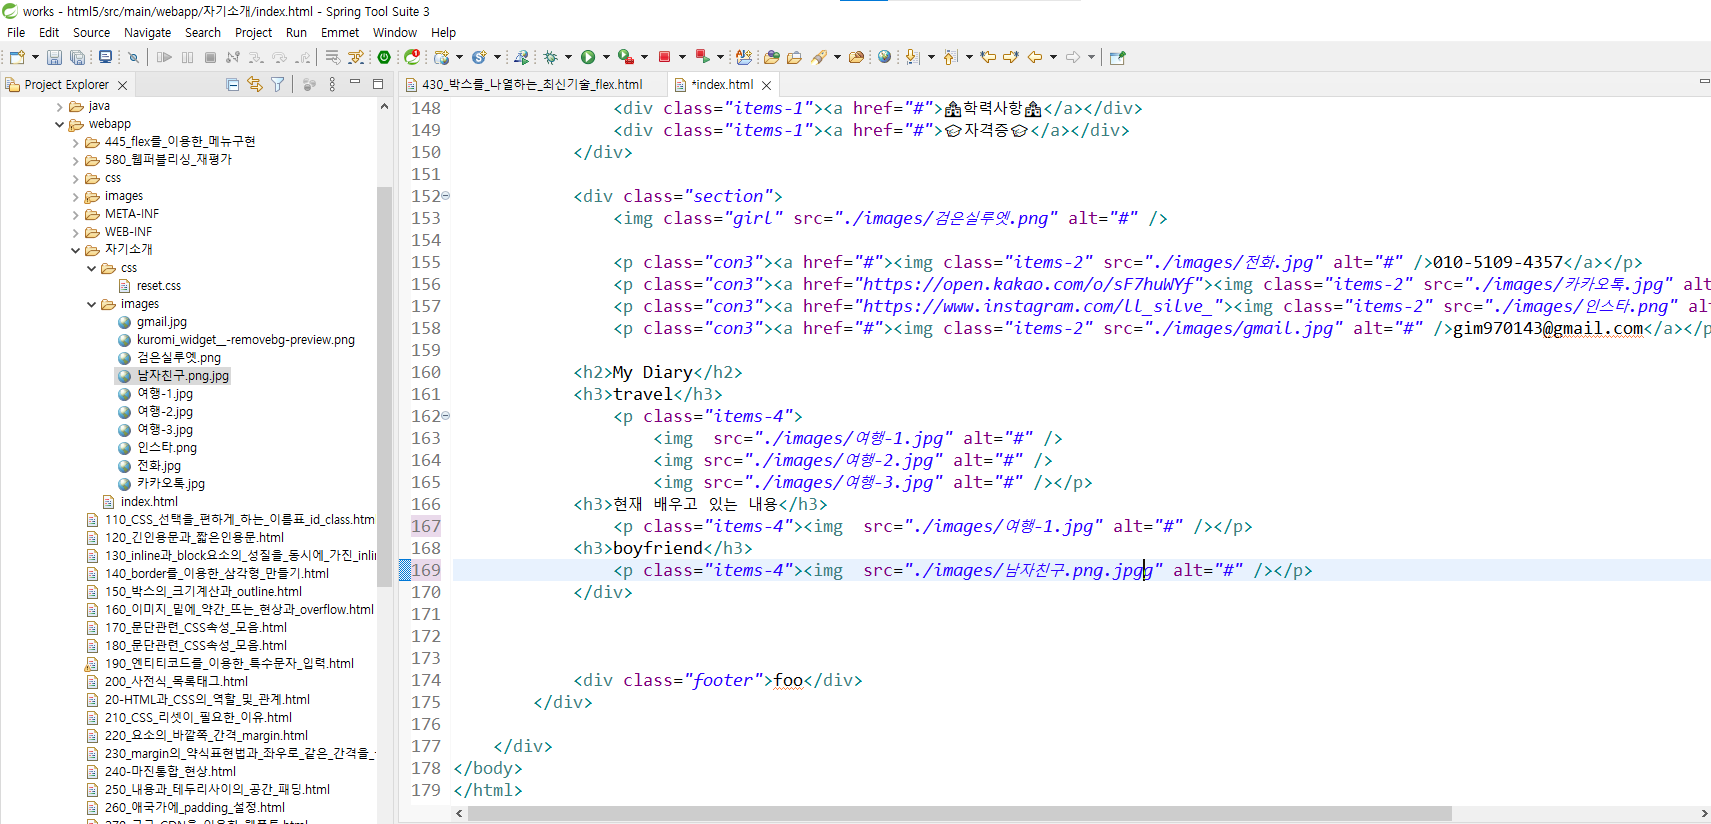 works - html5/src/main/webapp/자기소개/index.html - Spring Tool Suite 3
File Edit Source Navigate Search Project Run Emmet Window Help
Project Explorer
java
webapp
445_flex를_이용한_메뉴구현
580_웹퍼블리싱_재평가
css
images
META-INF
WEB-INF
자기소개
css
reset.css
images
gmail.jpg
kuromi_widget__-removebg-preview.png
검은실루엣.png
남자친구.png.jpg
여행-1.jpg
여행-2.jpg
여행-3.jpg
인스타.png
전화.jpg
카카오톡.jpg
index.html
110_CSS_선택을_편하게_하는_이름표_id_class.htm
120_긴인용문과_짧은인용문.html
130_inline과_block요소의_성질을_동시에_가진_inlin
140_border를_이용한_삼각형_만들기.html
150_박스의_크기계산과_outline.html
160_이미지_밑에_약간_뜨는_현상과_overflow.html
170_문단관련_CSS속성_모음.html
180_문단관련_CSS속성_모음.html
190_엔티티코드를_이용한_특수문자_입력.html
200_사전식_목록태그.html
20-HTML과_CSS의_역할_및_관계.html
210_CSS_리셋이_필요한_이유.html
220_요소의_바깥쪽_간격_margin.html
230_margin의_약식표현법과_좌우로_같은_간격을_
240-마진통합_현상.html
250_내용과_테두리사이의_공간_패딩.html
260_애국가에_padding_설정.html
430_박스를_나열하는_최신기술_flex.html
*index.html
148 <div class="items-1"><a href="#">🏫학력사항🏫</a></div>
149 <div class="items-1"><a href="#">🎓자격증🎓</a></div>
150 </div>
151
152 <div class="section">
153 <img class="girl" src="./images/검은실루엣.png" alt="#" />
154
155 <p class="con3"><a href="#"><img class="items-2" src="./images/전화.jpg" alt="#" />010-5109-4357</a></p>
156 <p class="con3"><a href="https://open.kakao.com/o/sF7huWYf"><img class="items-2" src="./images/카카오톡.jpg" alt
157 <p class="con3"><a href="https://www.instagram.com/ll_silve_"><img class="items-2" src="./images/인스타.png" al
158 <p class="con3"><a href="#"><img class="items-2" src="./images/gmail.jpg" alt="#" />gim970143@gmail.com</a></p
159
160 <h2>My Diary</h2>
161 <h3>travel</h3>
162 <p class="items-4">
163 <img  src="./images/여행-1.jpg" alt="#" />
164 <img src="./images/여행-2.jpg" alt="#" />
165 <img src="./images/여행-3.jpg" alt="#" /></p>
166 <h3>현재 배우고 있는 내용</h3>
167 <p class="items-4"><img  src="./images/여행-1.jpg" alt="#" /></p>
168 <h3>boyfriend</h3>
169 <p class="items-4"><img  src="./images/남자친구.png.jpgg" alt="#" /></p>
170 </div>
171
172
173
174 <div class="footer">foo</div>
175 </div>
176
177 </div>
178 </body>
179 </html>